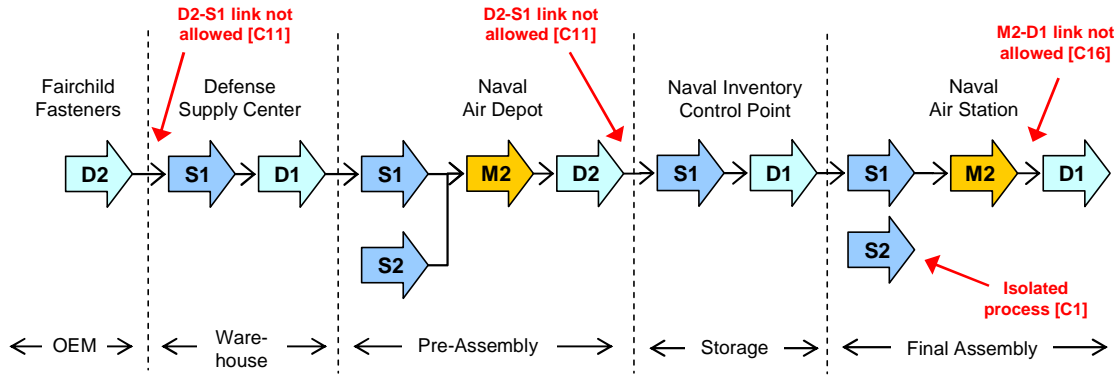 D2-S1 link not
allowed [C11]
D2-S1 link not
allowed [C11]
M2-D1 link not
allowed [C16]
Fairchild
Fasteners
Defense
Supply Center
Naval
Air Depot
Naval Inventory
Control Point
Naval
Air Station
D2
S1
D1
S1
M2
D2
S1
D1
S1
M2
D1
S2
S2
Isolated
process [C1]
OEM
Ware-
house
Pre-Assembly
Storage
Final Assembly